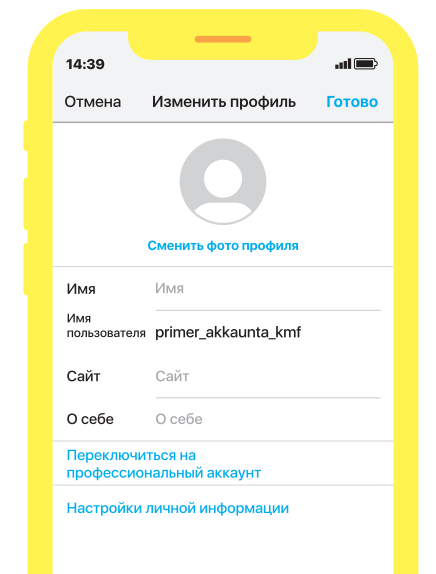 14:39
Отмена Изменить профиль Готово
Сменить фото профиля
Имя Имя
Имя
пользователя primer_akkaunta_kmf
Сайт Сайт
О себе О себе
Переключиться на
профессиональный аккаунт
Настройки личной информации